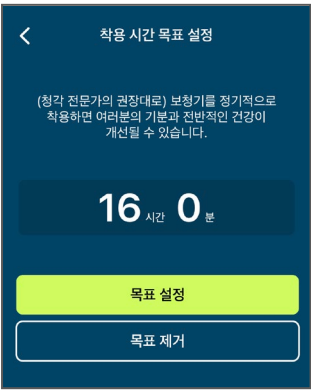 착용 시간 목표 설정
(청각 전문가의 권장대로) 보청기를 정기적으로
착용하면 여러분의 기분과 전반적인 건강이
개선될 수 있습니다.
16 시간 0 분
목표 설정
목표 제거